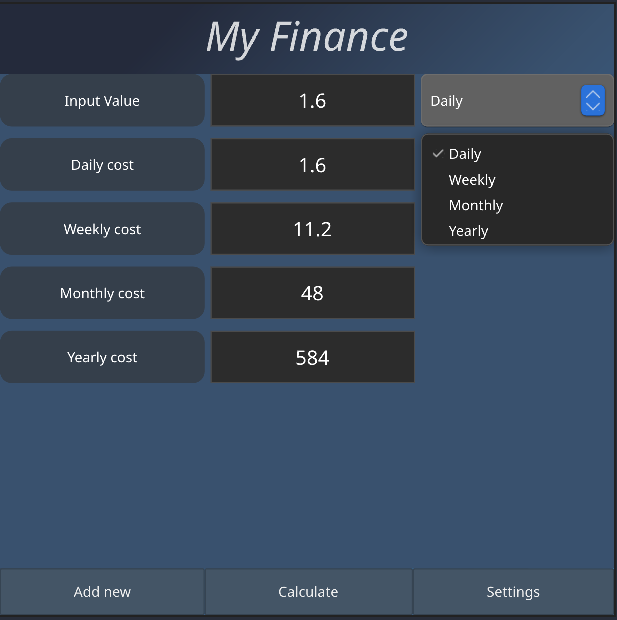 My Finance
Input Value 1.6 Daily
Daily cost 1.6
Daily
Weekly
Weekly cost 11.2
Monthly
Yearly
Monthly cost 48
Yearly cost 584
Add new Calculate Settings